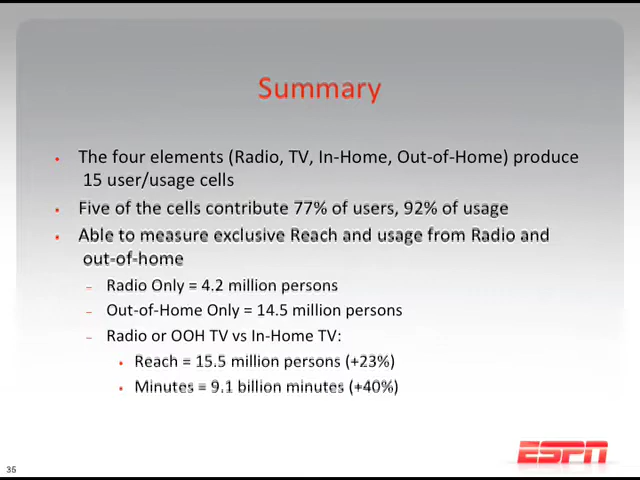 Summary
• The four elements (Radio, TV, In-Home, Out-of-Home) produce
15 user/usage cells
• Five of the cells contribute 77% of users, 92% of usage
• Able to measure exclusive Reach and usage from Radio and
out-of-home
– Radio Only = 4.2 million persons
– Out-of-Home Only = 14.5 million persons
– Radio or OOH TV vs In-Home TV:
• Reach = 15.5 million persons (+23%)
• Minutes = 9.1 billion minutes (+40%)
ESPN
35